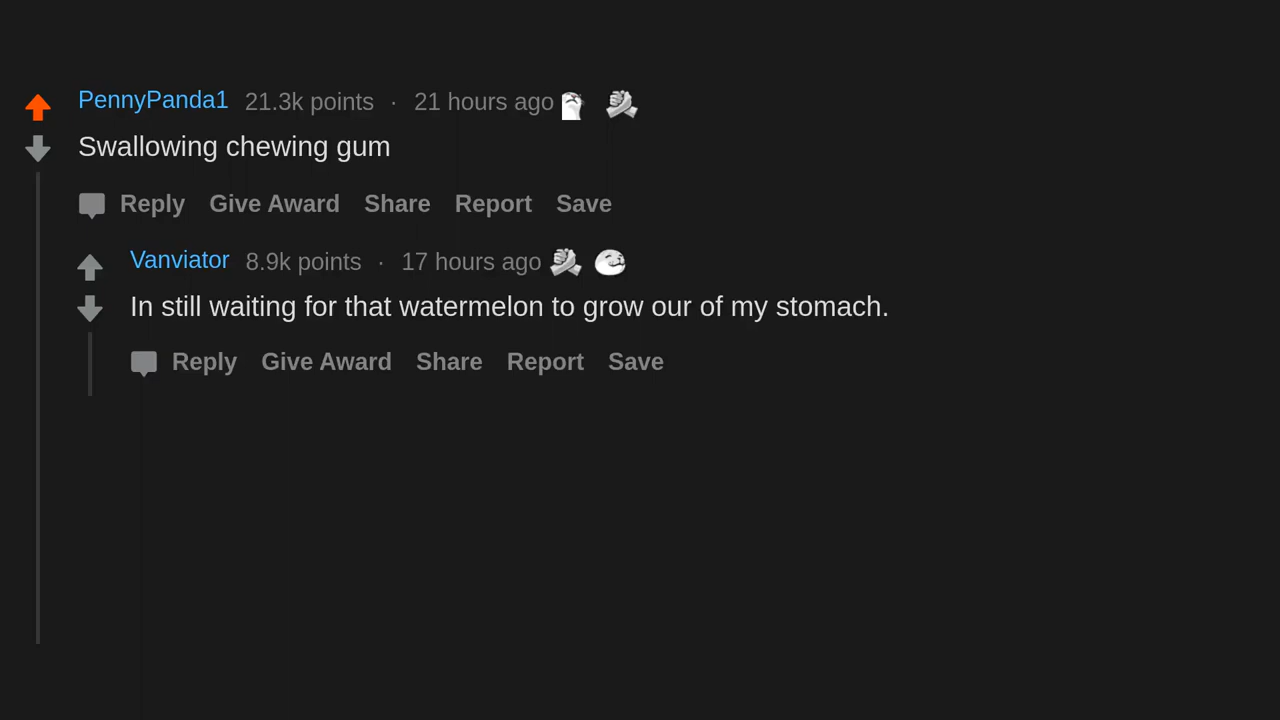 PennyPanda1 21.3k points · 21 hours ago
Swallowing chewing gum
Reply Give Award Share Report Save
Vanviator 8.9k points · 17 hours ago
In still waiting for that watermelon to grow our of my stomach.
Reply Give Award Share Report Save